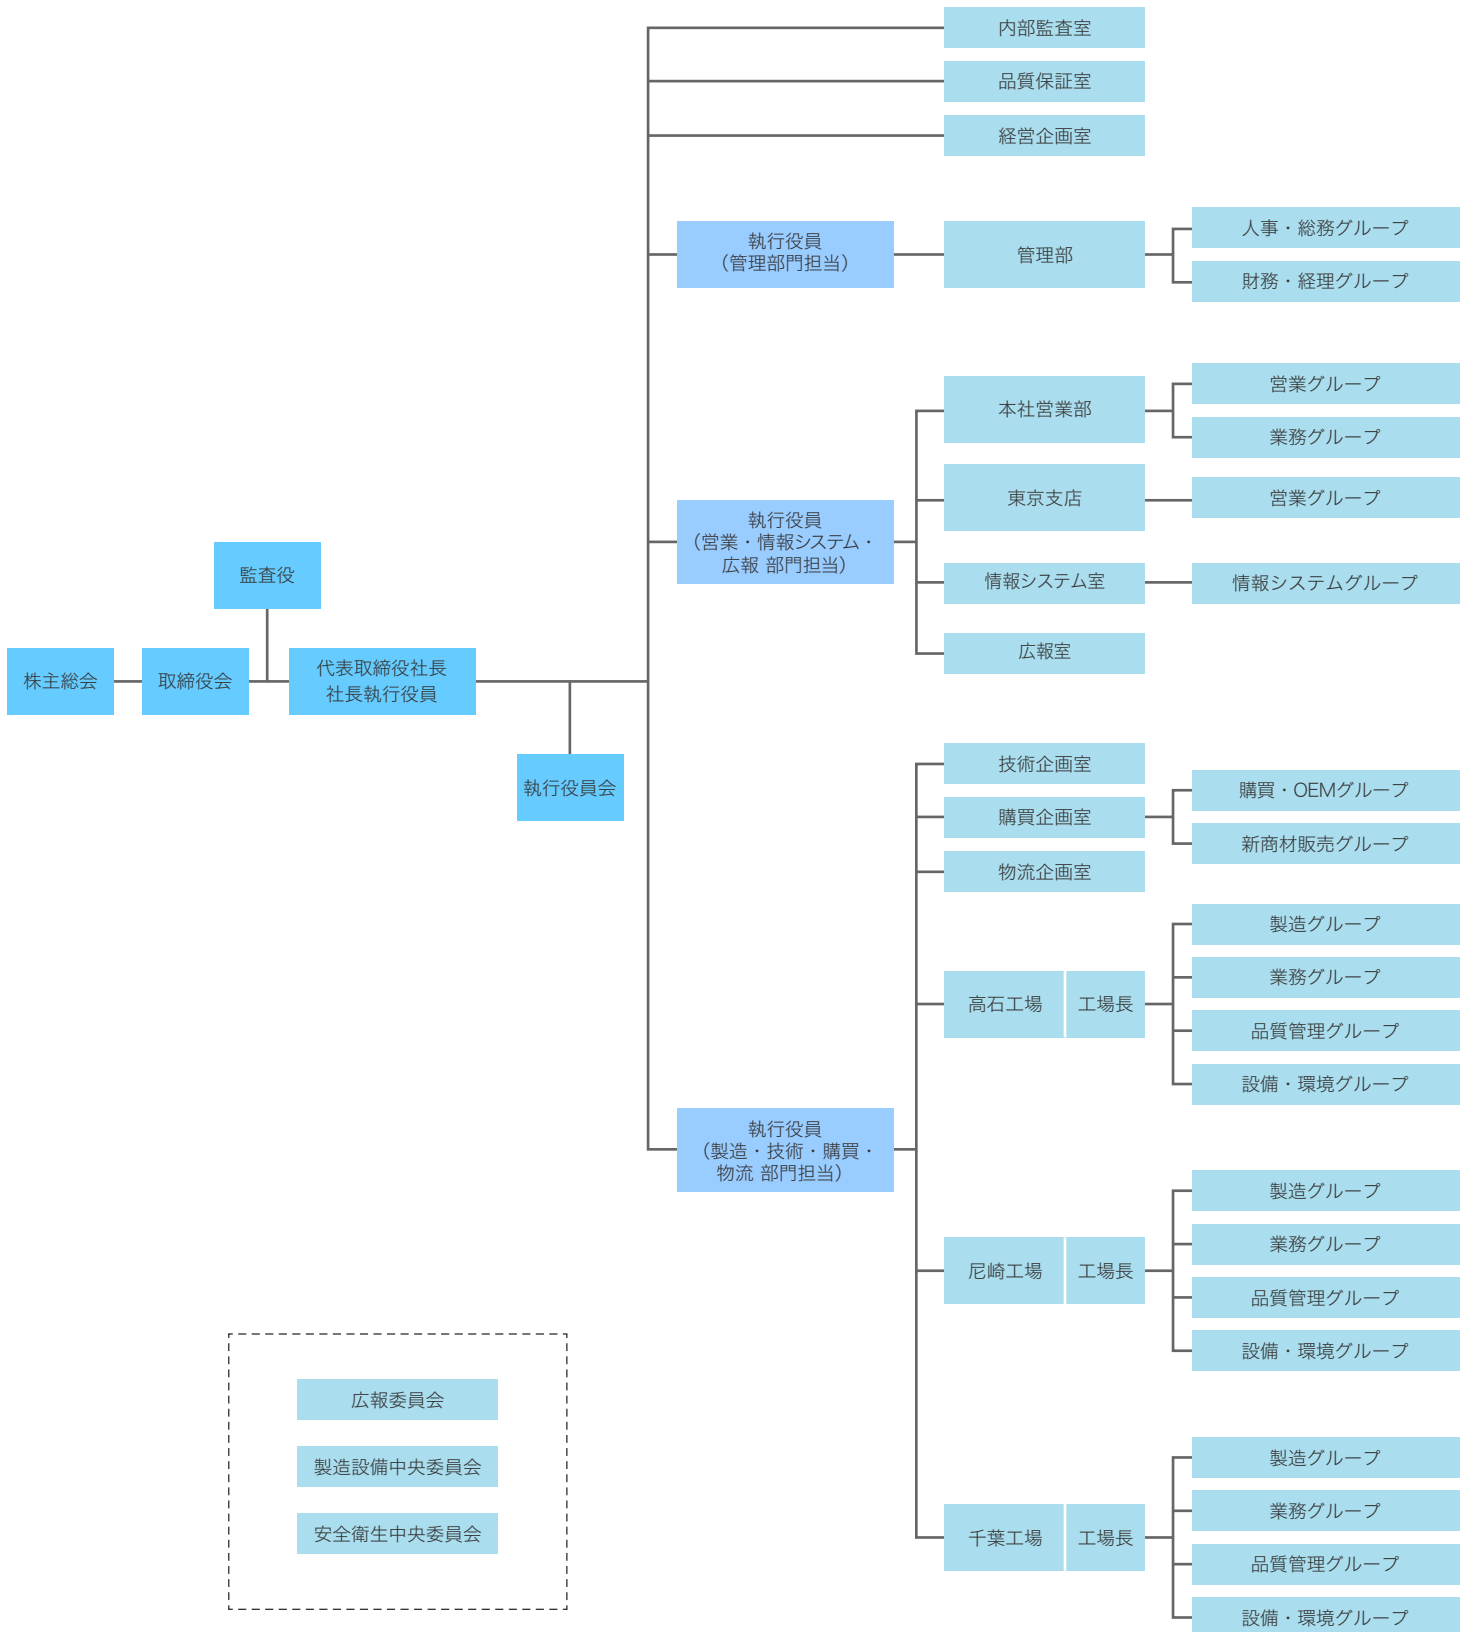 内部監査室
品質保証室
経営企画室
執行役員
（管理部門担当）
管理部
人事・総務グループ
財務・経理グループ
本社営業部
営業グループ
業務グループ
東京支店
営業グループ
執行役員
（営業・情報システム・
広報 部門担当）
情報システム室
情報システムグループ
広報室
監査役
株主総会
取締役会
代表取締役社長
社長執行役員
執行役員会
技術企画室
購買企画室
購買・OEMグループ
新商材販売グループ
物流企画室
高石工場
工場長
製造グループ
業務グループ
品質管理グループ
設備・環境グループ
執行役員
（製造・技術・購買・
物流 部門担当）
尼崎工場
工場長
製造グループ
業務グループ
品質管理グループ
設備・環境グループ
千葉工場
工場長
製造グループ
業務グループ
品質管理グループ
設備・環境グループ
広報委員会
製造設備中央委員会
安全衛生中央委員会